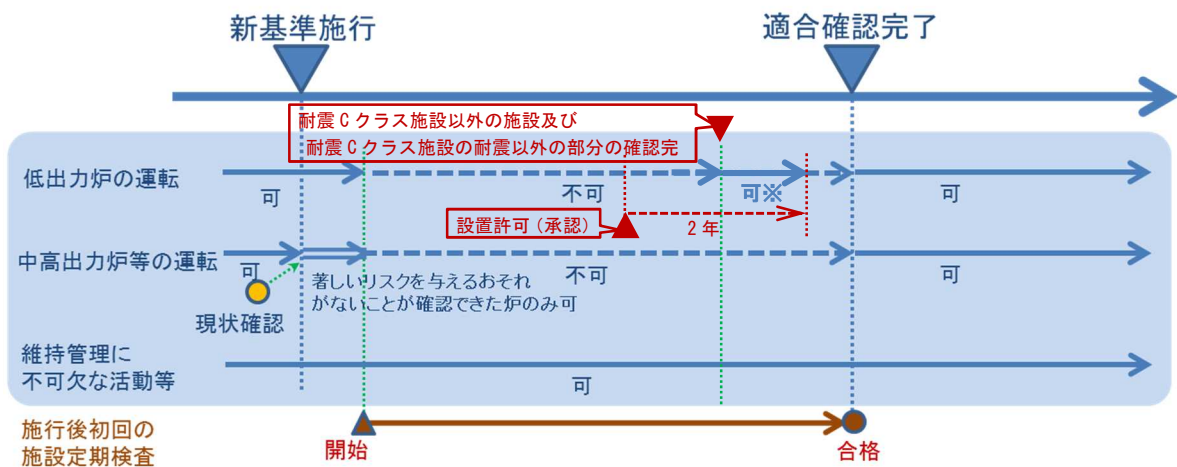 新基準施行
適合確認完了
耐震Cクラス施設以外の施設及び
耐震Cクラス施設の耐震以外の部分の確認完
低出力炉の運転
可
不可
可※
可
設置許可(承認)
2年
中高出力炉等の運転
可
不可
可
著しいリスクを与えるおそれ
がないことが確認できた炉のみ可
現状確認
維持管理に
不可欠な活動等
可
施行後初回の
施設定期検査
開始
合格